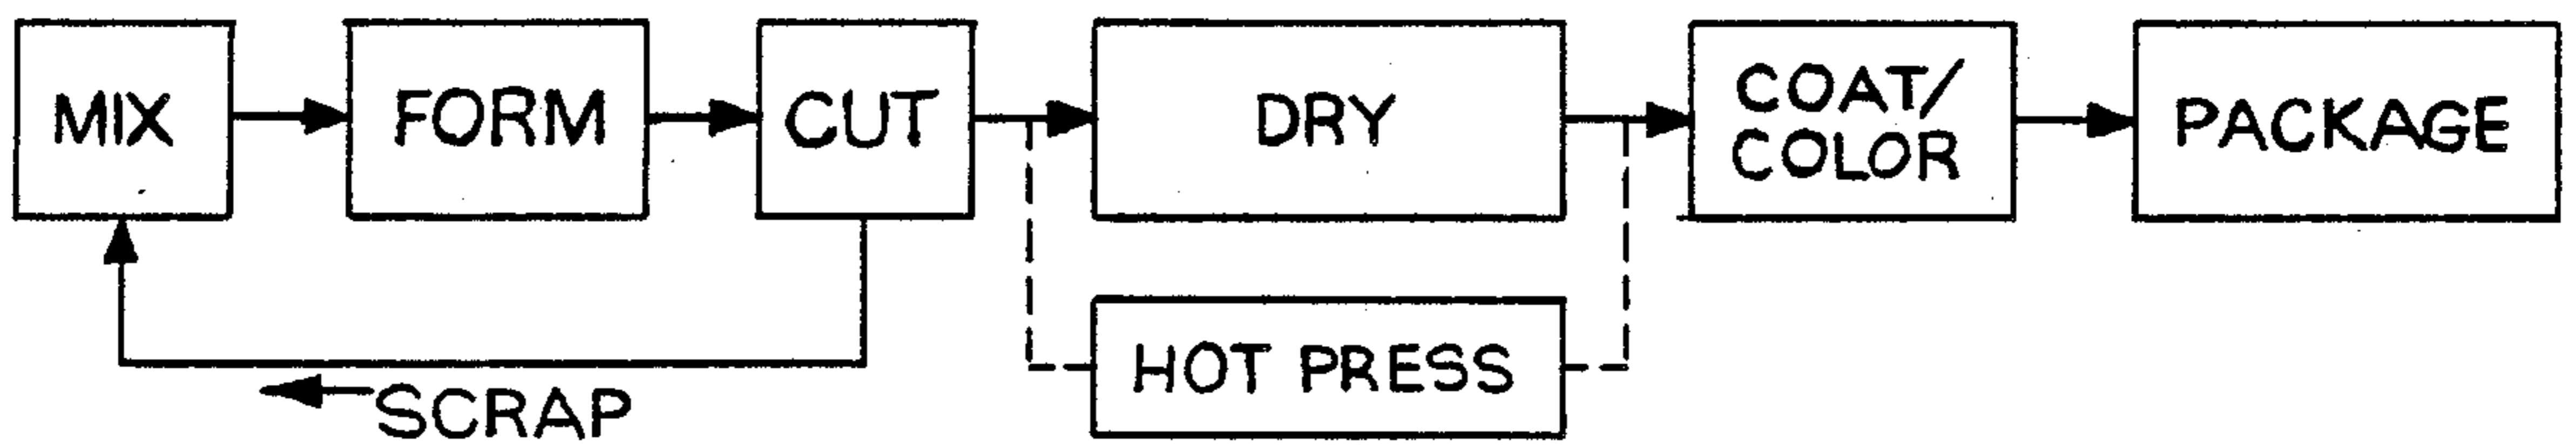 MIX
FORM
CUT
DRY
COAT/
COLOR
PACKAGE
HOT PRESS
SCRAP